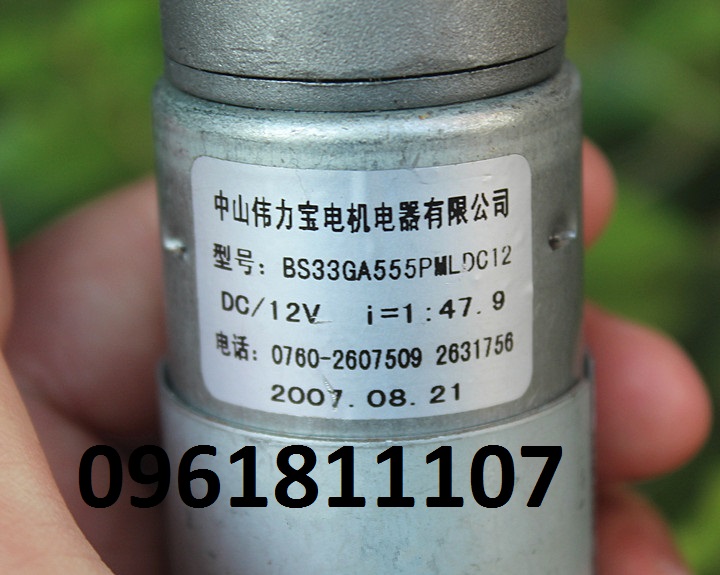 中山伟力宝电机电器有限公司
型号：BS33GA555PMLDC12
DC/12V i=1:47.9
电话：0760-2607509 2631756
2007.08.21
0961811107